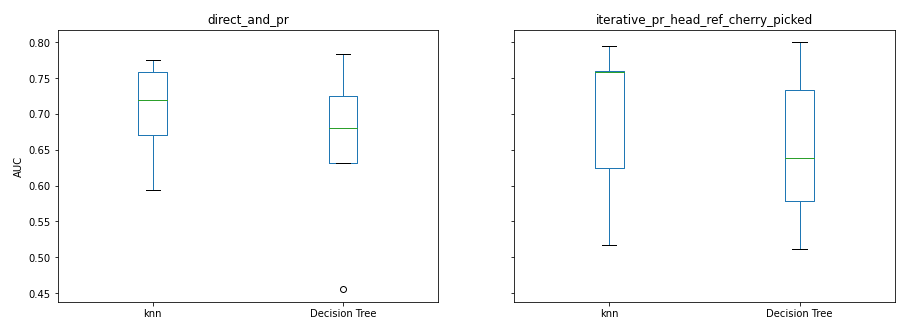 direct_and_pr
iterative_pr_head_ref_cherry_picked
AUC
0.80
0.75
0.70
0.65
0.60
0.55
0.50
0.45
knn
Decision Tree
knn
Decision Tree